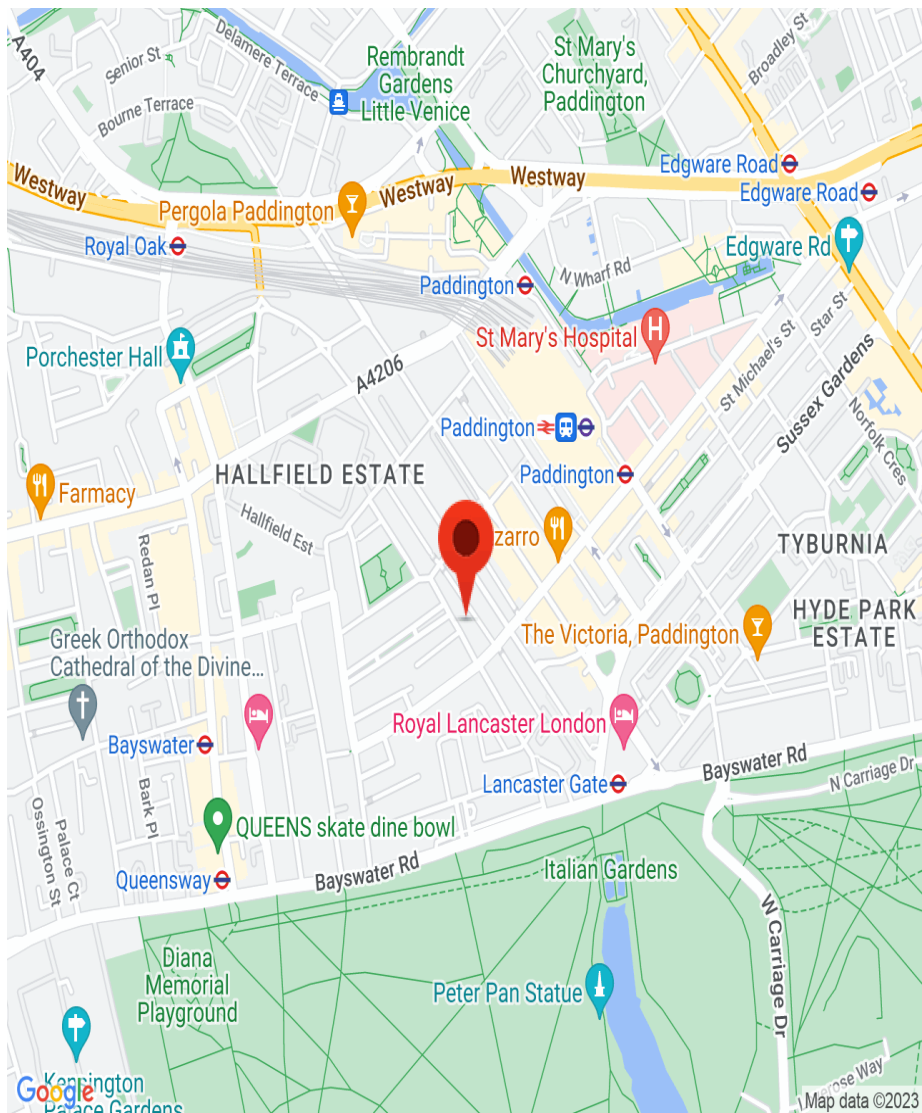 A404
Senior St
Delamere Terrace
Rembrandt
Gardens
Little Venice
St Mary's
Churchyard,
Paddington
Broadley St
Bourne Terrace
Westway
Westway
Westway
Edgware Road
Edgware Road
Pergola Paddington
Royal Oak
Edgware Rd
N Wharf Rd
Paddington
St Mary's Hospital
Star St
St Michael's St
Porchester Hall
A4206
Sussex Gardens
Norfolk Cres
Paddington
HALLFIELD ESTATE
Paddington
Farmacy
Hallfield Est
zarro
Redan Pl
TYBURNIA
HYDE PARK
ESTATE
The Victoria, Paddington
Greek Orthodox
Cathedral of the Divine...
Royal Lancaster London
Bayswater
Bayswater Rd
Lancaster Gate
N Carriage Dr
Bark Pl
Palace Ct
Ossington St
QUEENS skate dine bowl
Bayswater Rd
Queensway
Italian Gardens
W Carriage Dr
Diana
Memorial
Playground
Peter Pan Statue
Kensington
Palace Gardens
Google
rose Way
Map data ©2023